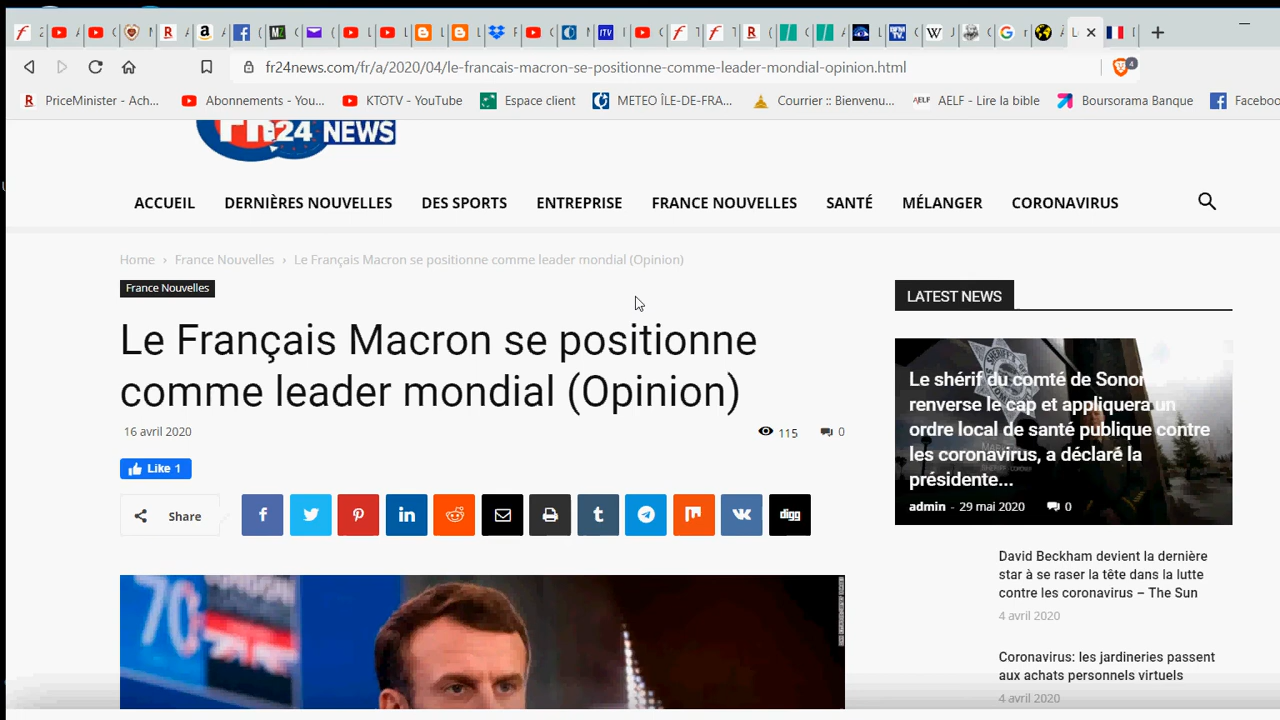 fr24news.com/fr/a/2020/04/le-francais-macron-se-positionne-comme-leader-mondial-opinion.html
4
PriceMinister - Ach... Abonnements - You... KTOTV - YouTube Espace client METEO ÎLE-DE-FRA... Courrier :: Bienvenu... AELF - Lire la bible Boursorama Banque Faceboo
FR24 NEWS
ACCUEIL DERNIÈRES NOUVELLES DES SPORTS ENTREPRISE FRANCE NOUVELLES SANTÉ MÉLANGER CORONAVIRUS
Home › France Nouvelles › Le Français Macron se positionne comme leader mondial (Opinion)
France Nouvelles
Le Français Macron se positionne
comme leader mondial (Opinion)
16 avril 2020
115 0
Like 1
Share
digg
70
LATEST NEWS
Le shérif du comté de Sonom
renverse le cap et appliquera un
ordre local de santé publique contre
les coronavirus, a déclaré la
présidente...
admin - 29 mai 2020 0
David Beckham devient la dernière
star à se raser la tête dans la lutte
contre les coronavirus – The Sun
4 avril 2020
Coronavirus: les jardineries passent
aux achats personnels virtuels
4 avril 2020